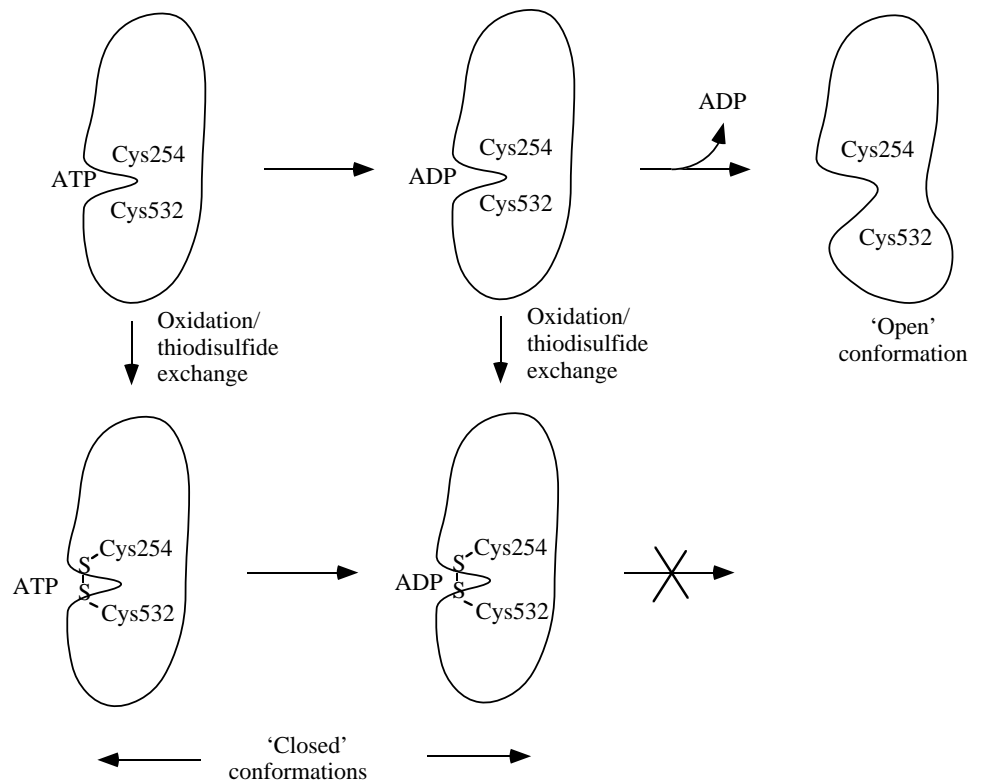 ATP
Cys254
Cys532
ADP
Cys254
Cys532
ADP
Cys254
Cys532
‘Open’
conformation
Oxidation/
thiodisulfide
exchange
Oxidation/
thiodisulfide
exchange
ATP
S
Cys254
S
Cys532
ADP
S
Cys254
S
Cys532
‘Closed’
conformations